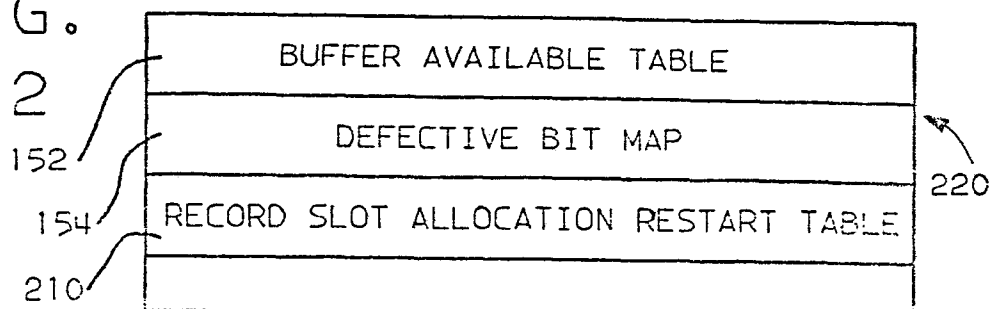 G.
2
BUFFER AVAILABLE TABLE
152
DEFECTIVE BIT MAP
220
154
RECORD SLOT ALLOCATION RESTART TABLE
210